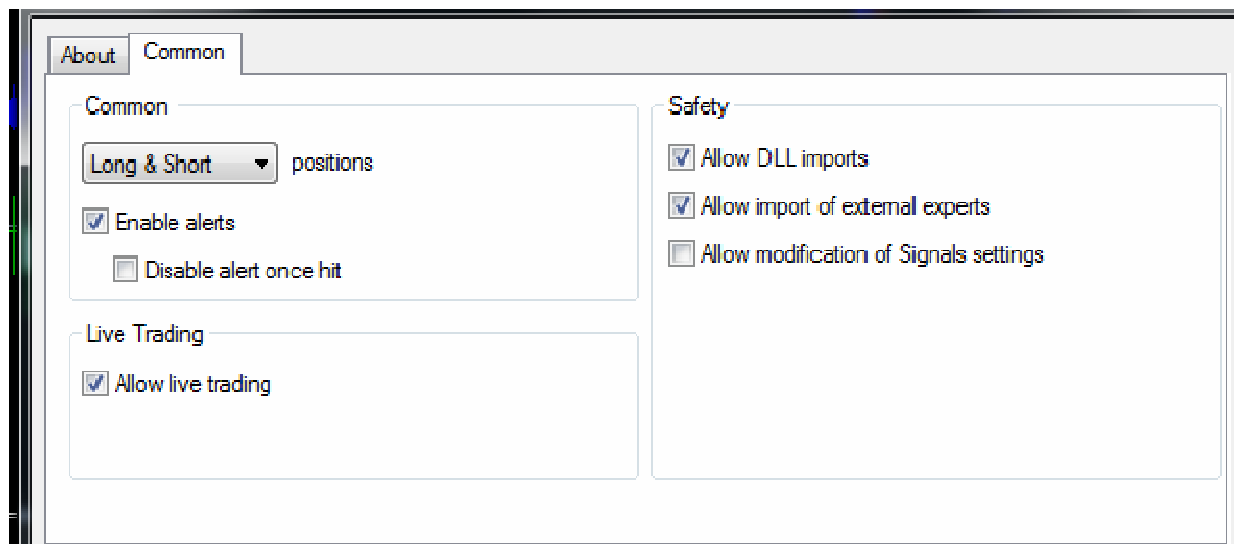 About
Common
Common
Long & Short positions
Enable alerts
Disable alert once hit
Live Trading
Allow live trading
Safety
Allow DLL imports
Allow import of external experts
Allow modification of Signals settings